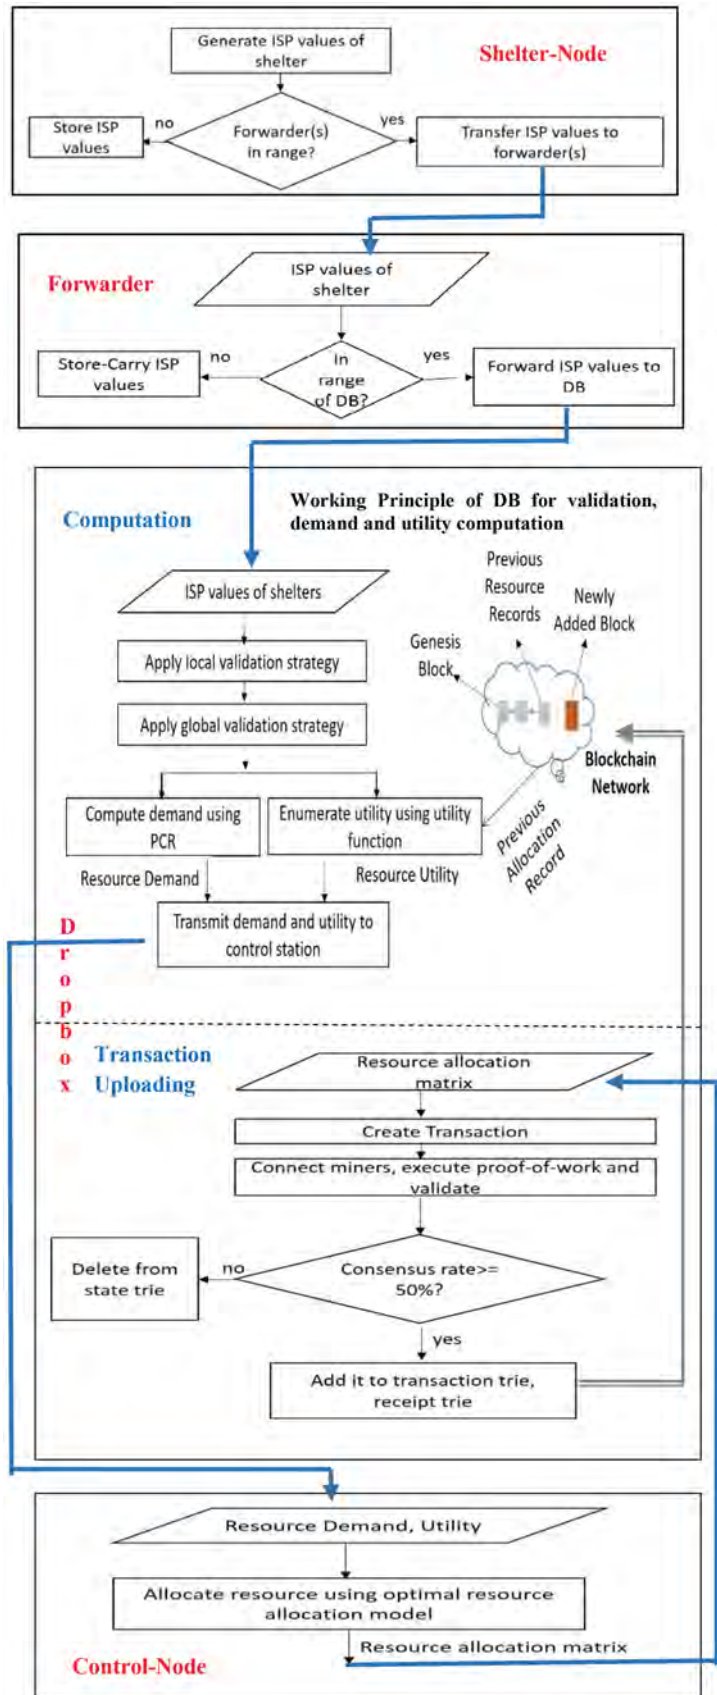 Generate ISP values of
shelter
Shelter-Node
Store ISP
values
no
Forwarder(s)
in range?
yes
Transfer ISP values to
forwarder(s)
Forwarder
ISP values of
shelter
Store-Carry ISP
values
no
In
range
of DB?
yes
Forward ISP values to
DB
Computation
Working Principle of DB for validation,
demand and utility computation
ISP values of shelters
Apply local validation strategy
Apply global validation strategy
Previous
Resource
Records
Newly
Added Block
Genesis
Block
Blockchain
Network
Compute demand using
PCR
Enumerate utility using utility
function
Previous
Allocation
Record
Resource Demand
Resource Utility
Transmit demand and utility to
control station
Dropbox
Transaction
Uploading
Resource allocation
matrix
Create Transaction
Connect miners, execute proof-of-work and
validate
Delete from
state trie
no
Consensus rate>=
50%?
yes
Add it to transaction trie,
receipt trie
Resource Demand, Utility
Allocate resource using optimal resource
allocation model
Resource allocation matrix
Control-Node